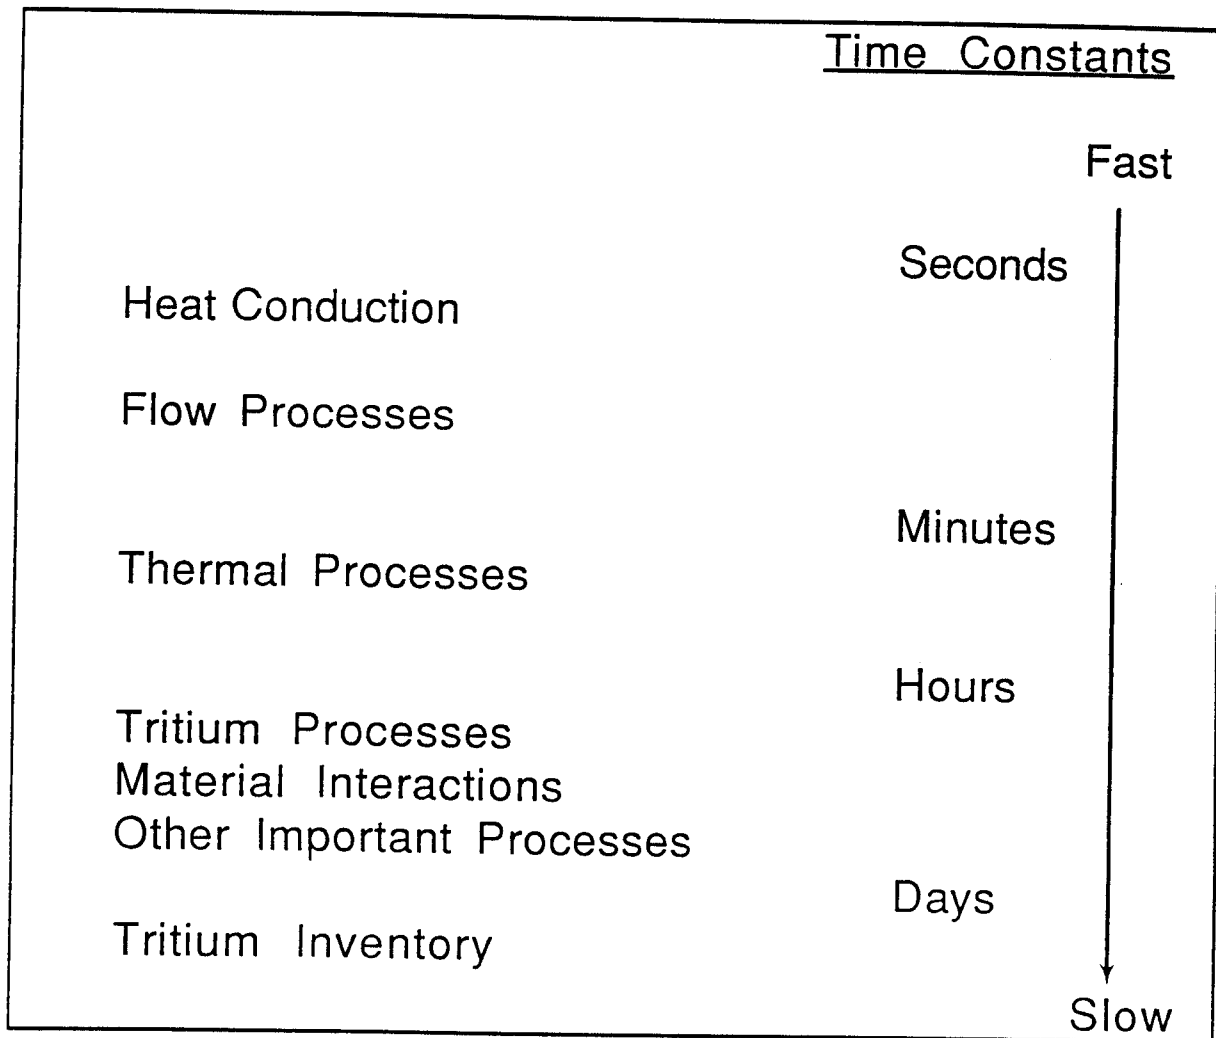 Time Constants
Fast
Seconds
Heat Conduction
Flow Processes
Minutes
Thermal Processes
Hours
Tritium Processes
Material Interactions
Other Important Processes
Days
Tritium Inventory
Slow